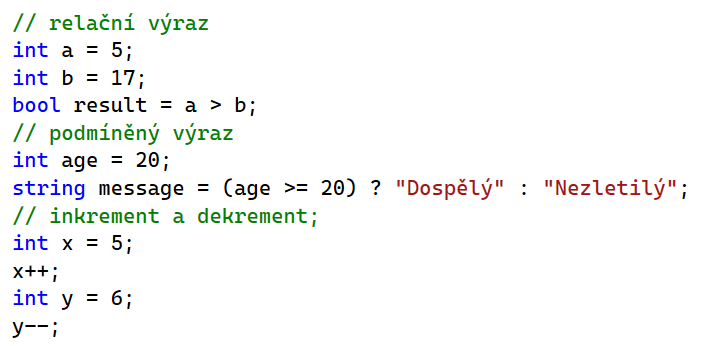 // relační výraz
int a = 5;
int b = 17;
bool result = a > b;
// podmíněný výraz
int age = 20;
string message = (age >= 20) ? "Dospělý" : "Nezletilý";
// inkrement a dekrement;
int x = 5;
x++;
int y = 6;
y--;